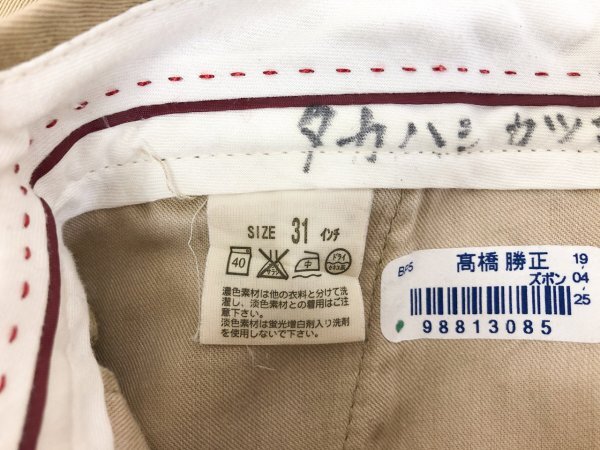 タカハシ カツ
SIZE 31 インチ
40
中
ドライ
濃色素材は他の衣料と分けて洗
濯し、淡色素材との着用はご注
意下さい。
淡色素材は蛍光増白剤入り洗剤
を使用しないで下さい。
BF5
髙橋 勝正
ズボン
19
04
25
98813085